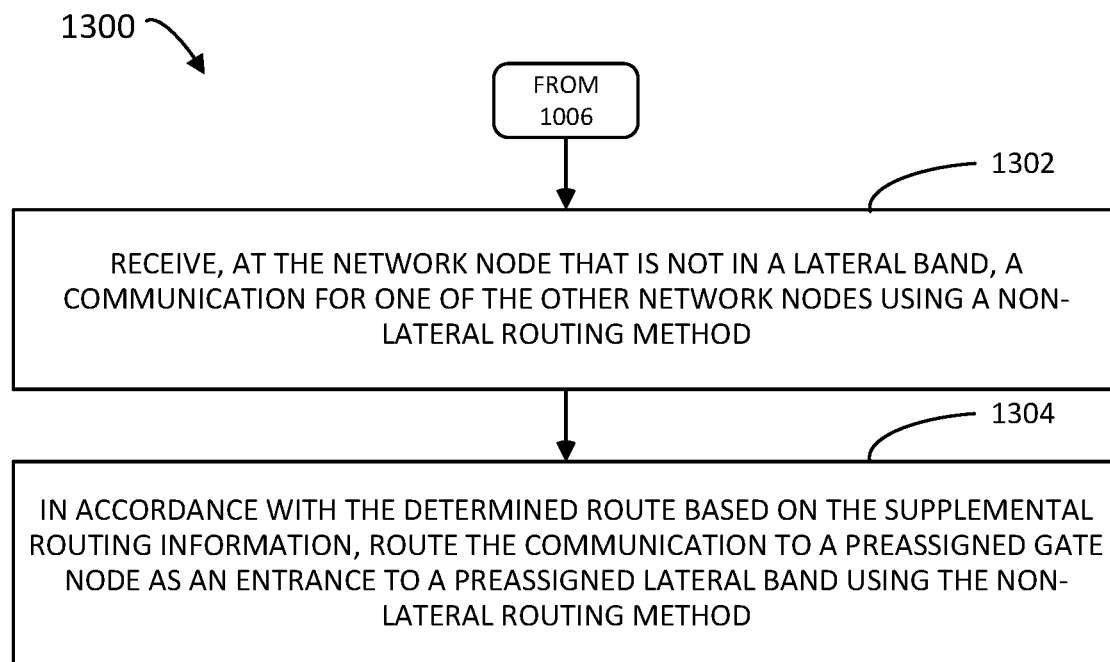 1300
FROM
1006
1302
RECEIVE, AT THE NETWORK NODE THAT IS NOT IN A LATERAL BAND, A
COMMUNICATION FOR ONE OF THE OTHER NETWORK NODES USING A NON-
LATERAL ROUTING METHOD
1304
IN ACCORDANCE WITH THE DETERMINED ROUTE BASED ON THE SUPPLEMENTAL
ROUTING INFORMATION, ROUTE THE COMMUNICATION TO A PREASSIGNED GATE
NODE AS AN ENTRANCE TO A PREASSIGNED LATERAL BAND USING THE NON-
LATERAL ROUTING METHOD